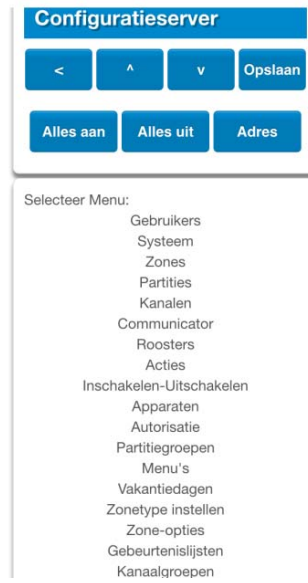 Configuratieserver
< ^ v Opslaan
Alles aan Alles uit Adres
Selecteer Menu:
Gebruikers
Systeem
Zones
Partities
Kanalen
Communicator
Roosters
Acties
Inschakelen-Uitschakelen
Apparaten
Autorisatie
Partitiegroepen
Menu's
Vakantiedagen
Zonetype instellen
Zone-opties
Gebeurtenislijsten
Kanaalgroepen